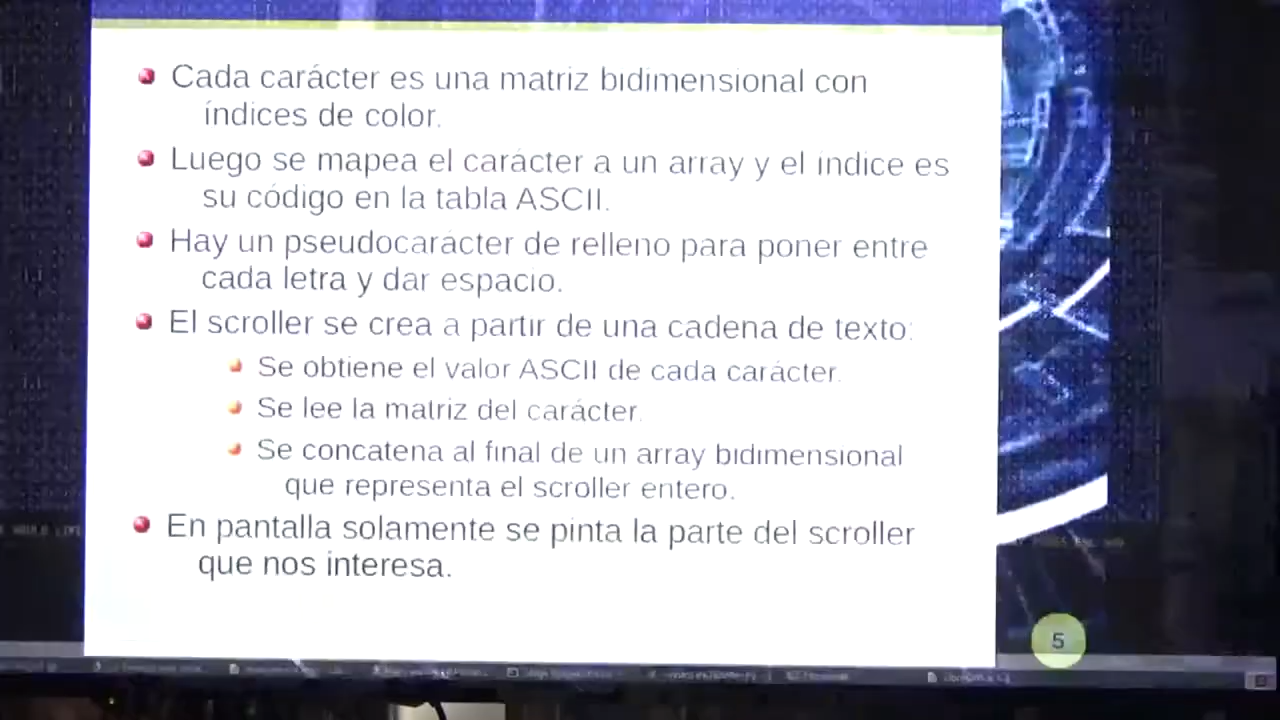 Cada carácter es una matriz bidimensional con
índices de color.
Luego se mapea el carácter a un array y el índice es
su código en la tabla ASCII.
Hay un pseudocarácter de relleno para poner entre
cada letra y dar espacio.
El scroller se crea a partir de una cadena de texto:
Se obtiene el valor ASCII de cada carácter.
Se lee la matriz del carácter.
Se concatena al final de un array bidimensional
que representa el scroller entero.
En pantalla solamente se pinta la parte del scroller
que nos interesa.
5